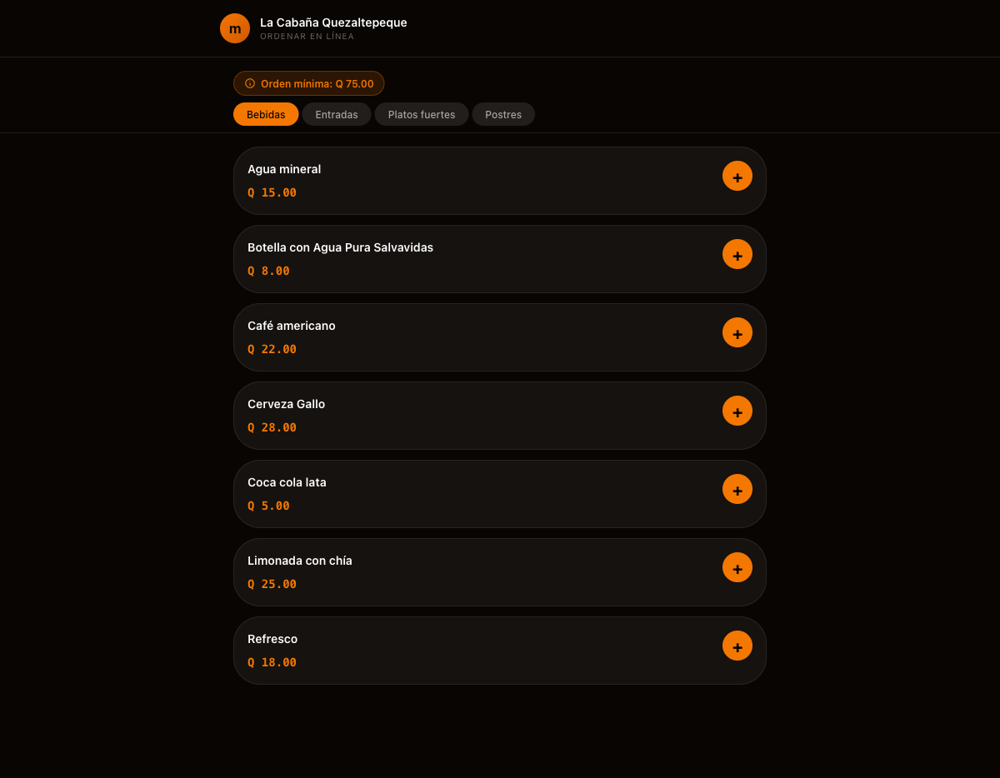 m
La Cabaña Quezaltepeque
ORDENAR EN LÍNEA
Orden mínima: Q 75.00
Bebidas Entradas Platos fuertes Postres
Agua mineral
+
Q 15.00
Botella con Agua Pura Salvavidas
+
Q 8.00
Café americano
+
Q 22.00
Cerveza Gallo
+
Q 28.00
Coca cola lata
+
Q 5.00
Limonada con chía
+
Q 25.00
Refresco
+
Q 18.00